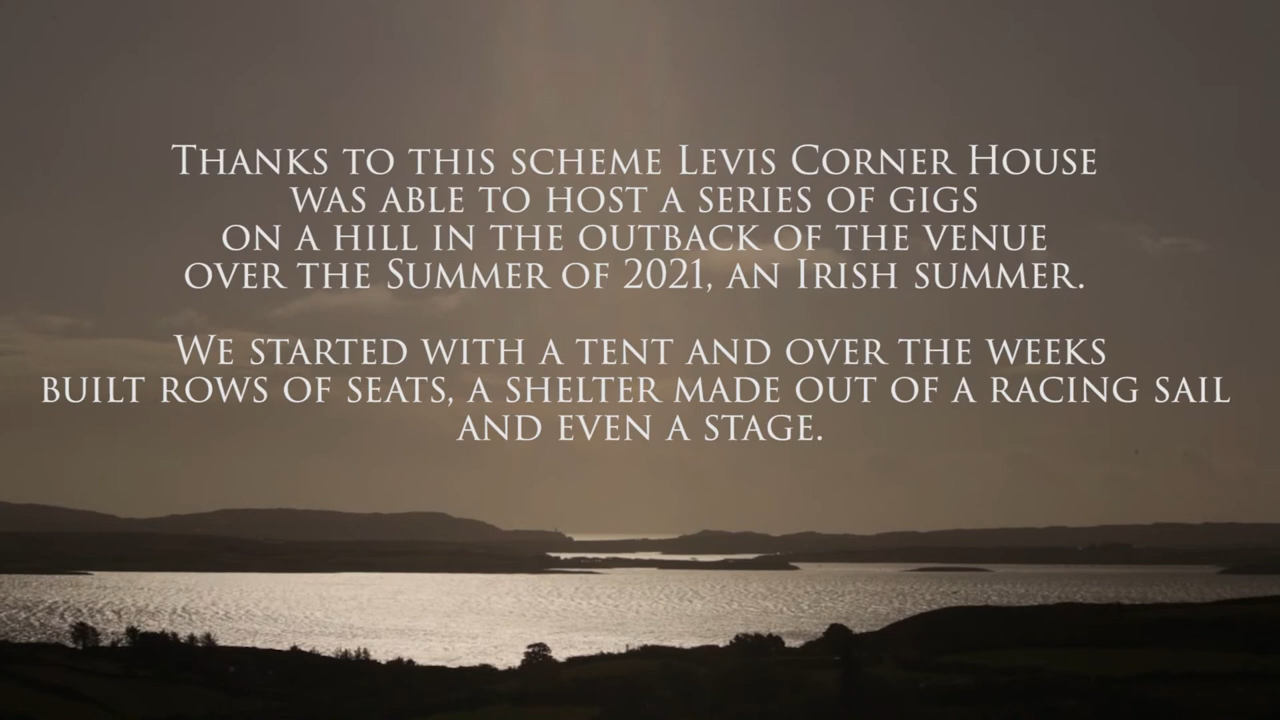 Thanks to this scheme Levis Corner House
was able to host a series of gigs
on a hill in the outback of the venue
over the Summer of 2021, an Irish summer.
We started with a tent and over the weeks
built rows of seats, a shelter made out of a racing sail
and even a stage.